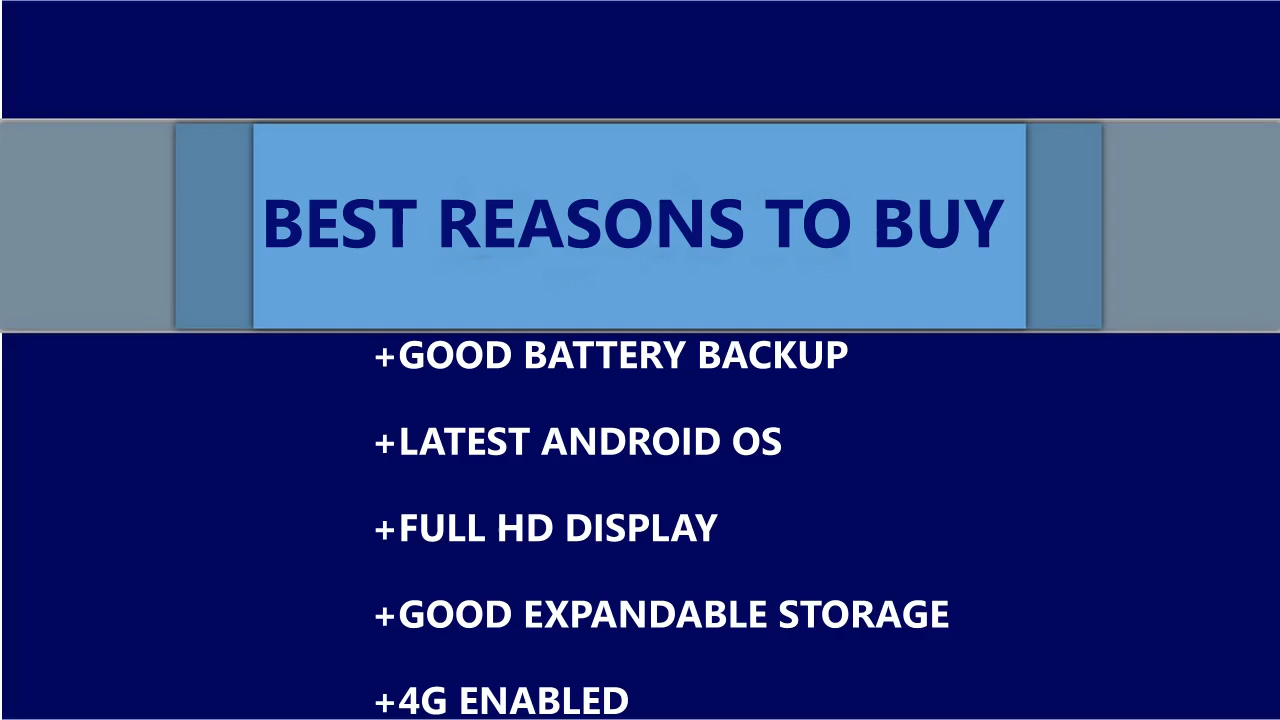 BEST REASONS TO BUY
+GOOD BATTERY BACKUP
+LATEST ANDROID OS
+FULL HD DISPLAY
+GOOD EXPANDABLE STORAGE
+4G ENABLED